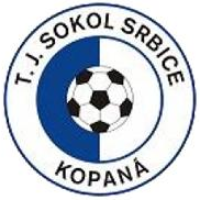 T. J. SOKOL SRBICE
KOPANÁ